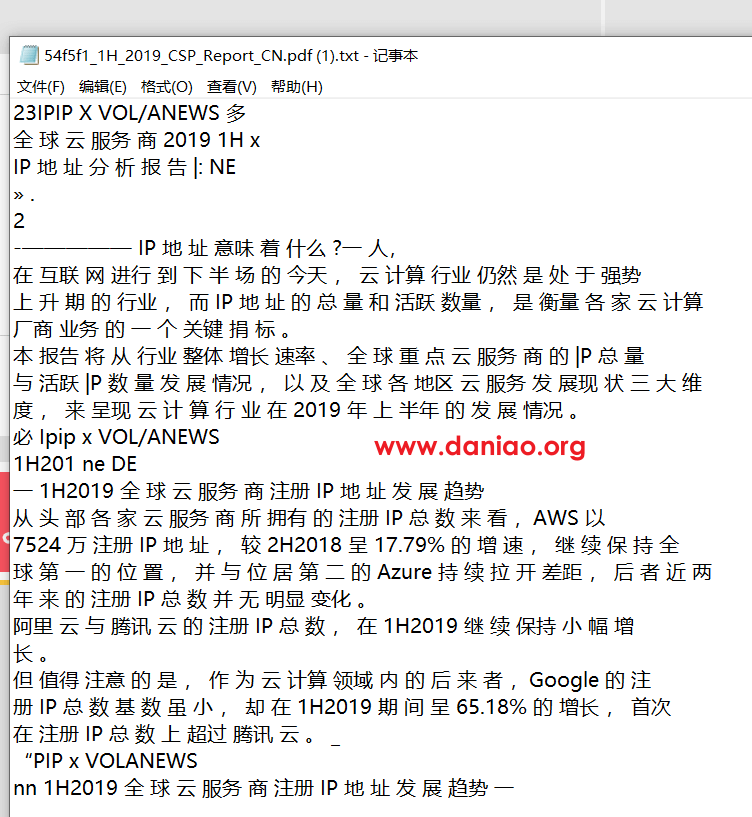 54f5f1_1H_2019_CSP_Report_CN.pdf (1).txt - 记事本
文件(F) 编辑(E) 格式(O) 查看(V) 帮助(H)
23IPIP X VOL/ANEWS 多
全 球 云 服务 商 2019 1H x
IP 地 址 分 析 报 告 |: NE
» .
2
-————— IP 地 址 意味 着 什么 ?一 人,
在 互联 网 进行 到 下 半 场 的 今天 ， 云 计算 行业 仍然 是 处 于 强势
上 升 期 的 行业 ， 而 IP 地 址 的 总 量 和 活跃 数量 ， 是 衡量 各 家 云 计算
厂商 业务 的 一 个 关键 捐 标 。
本 报告 将 从 行业 整体 增长 速率 、 全 球 重 点 云 服务 商 的 |P 总 量
与 活跃 |P 数 量 发 展 情况 ， 以 及 全 球 各 地区 云 服务 发 展现 状 三 大 维
度 ， 来 呈现 云 计 算 行 业 在 2019 年 上 半年 的 发 展 情况 。
必 Ipip x VOL/ANEWS
www.daniao.org
1H201 ne DE
一 1H2019 全 球 云 服务 商 注册 IP 地 址 发 展 趋势
从 头 部 各 家 云 服务 商 所 拥有 的 注册 IP 总 数 来 看 ，AWS 以
7524 万 注册 IP 地 址 ， 较 2H2018 呈 17.79% 的 增 速 ， 继 续 保 持 全
球 第 一 的 位 置 ， 并 与 位 居 第 二 的 Azure 持 续 拉 开 差距 ， 后 者 近 两
年 来 的 注册 IP 总 数 并 无 明显 变化 。
阿里 云 与 腾讯 云 的 注册 IP 总 数 ， 在 1H2019 继 续 保持 小 幅 增
长 。
但 值得 注意 的 是 ， 作 为 云 计算 领域 内 的 后 来 者 ，Google 的 注
册 IP 总 数 基 数 虽 小 ， 却 在 1H2019 期 间 呈 65.18% 的 增长 ， 首次
在 注册 IP 总 数 上 超过 腾讯 云 。 _
“PIP x VOLANEWS
nn 1H2019 全 球 云 服务 商 注册 IP 地 址 发 展 趋势 一